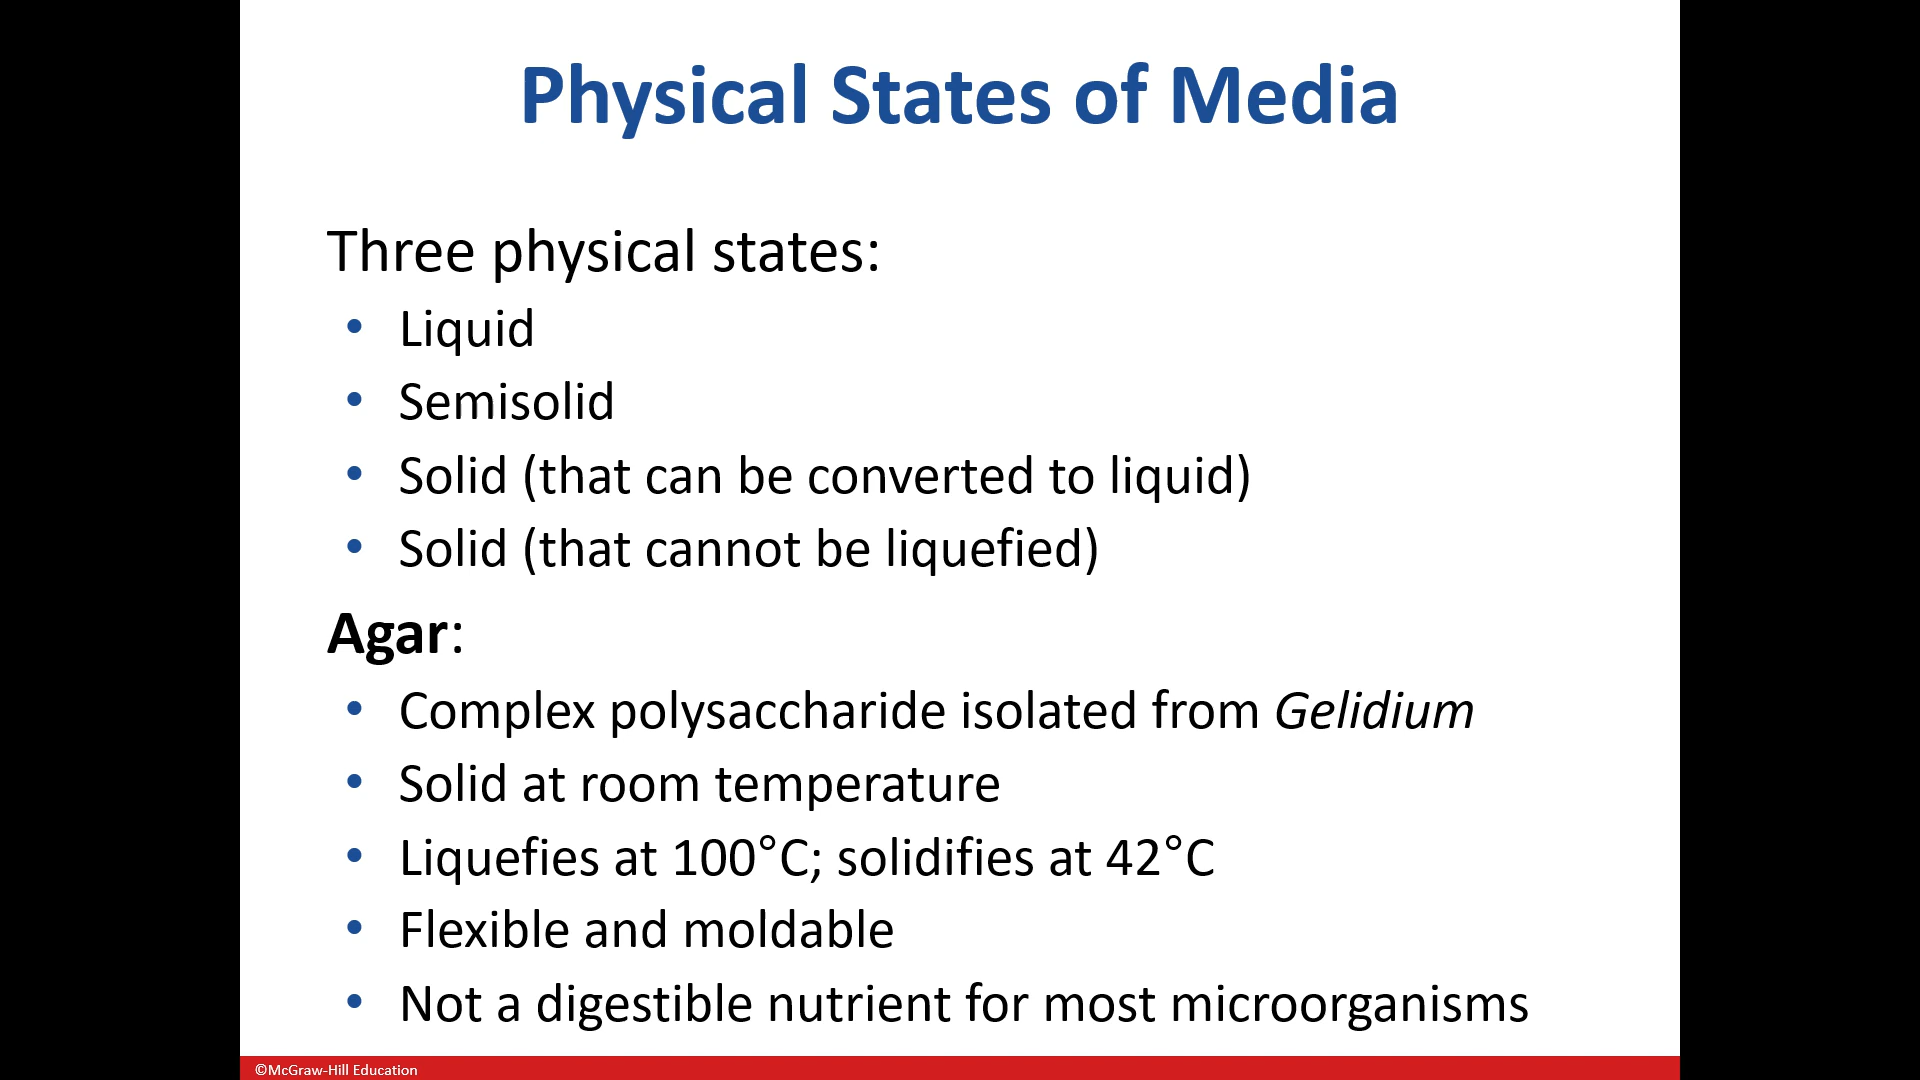 Physical States of Media
Three physical states:
• Liquid
• Semisolid
• Solid (that can be converted to liquid)
• Solid (that cannot be liquefied)
Agar:
• Complex polysaccharide isolated from Gelidium
• Solid at room temperature
• Liquefies at 100°C; solidifies at 42°C
• Flexible and moldable
• Not a digestible nutrient for most microorganisms
©McGraw-Hill Education